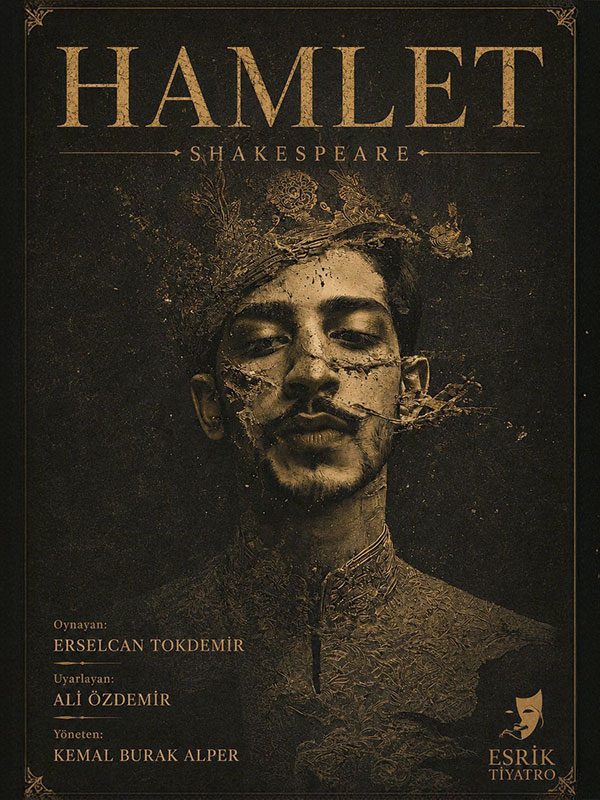 HAMLET
SHAKESPEARE
Oynayan:
ERSELCAN TOKDEMİR
Uyarlayan:
ALİ ÖZDEMİR
Yöneten:
KEMAL BURAK ALPER
ESRİK
TİYATRO